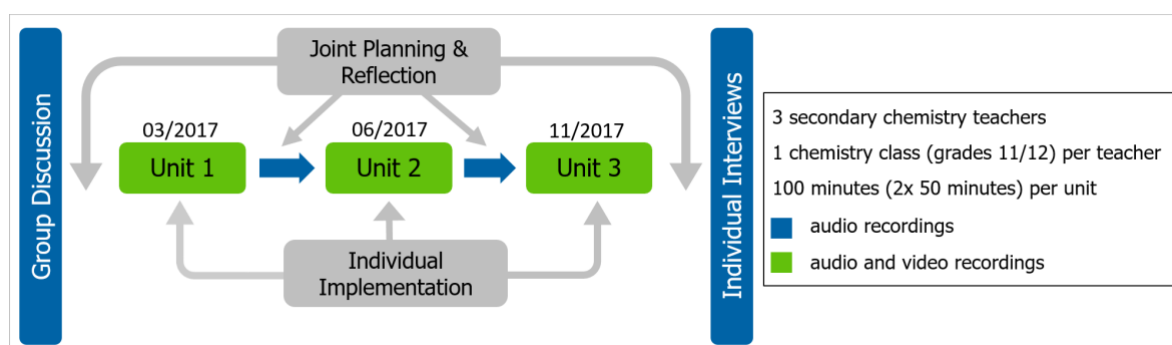 Group Discussion
Joint Planning &
Reflection
03/2017
06/2017
11/2017
Unit 1
Unit 2
Unit 3
Individual
Implementation
Individual Interviews
3 secondary chemistry teachers
1 chemistry class (grades 11/12) per teacher
100 minutes (2x 50 minutes) per unit
audio recordings
audio and video recordings